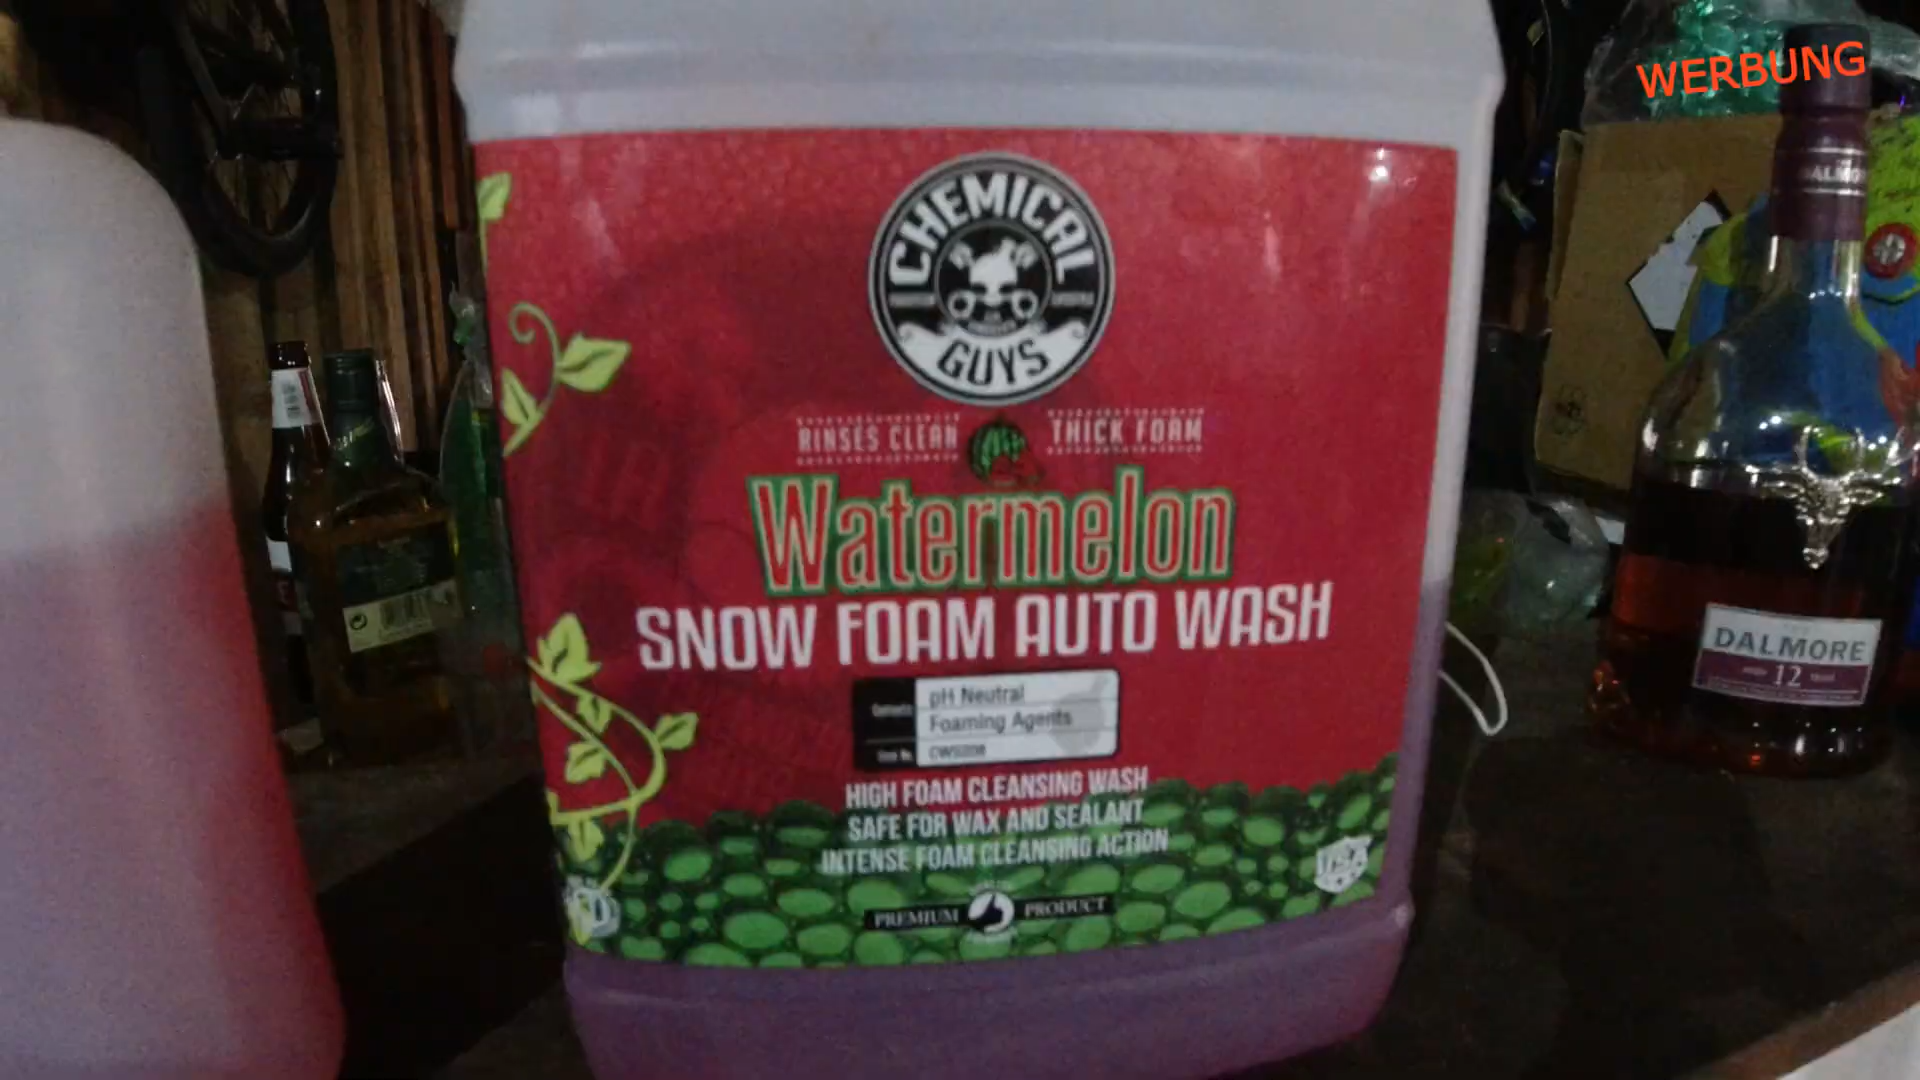 WERBUNG
CHEMICAL
GUYS
RINSES CLEAN
THICK FOAM
Watermelon
SNOW FOAM AUTO WASH
pH Neutral
Foaming Agents
HIGH FOAM CLEANSING WASH
SAFE FOR WAX AND SEALANT
INTENSE FOAM CLEANSING ACTION
PREMIUM PRODUCT
USA
DALMORE
12